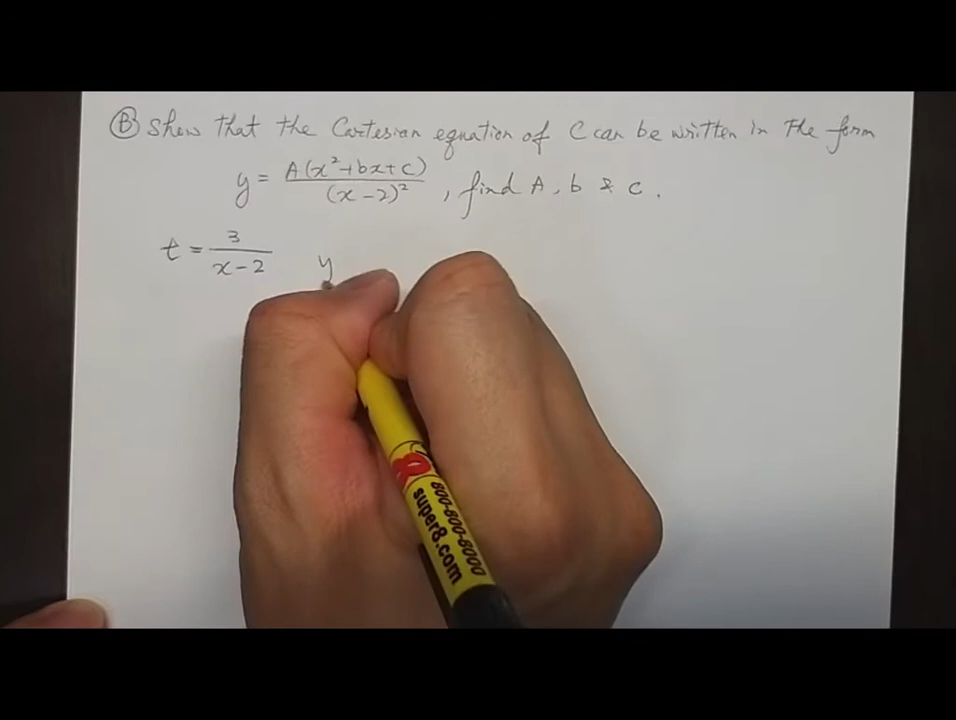 Ⓑ Show that the Cartesian equation of C can be written in the form
y = A(x²+bx+c)/(x-2)², find A, b & c.
t = 3/(x-2) y
800-800-8000
super8.com